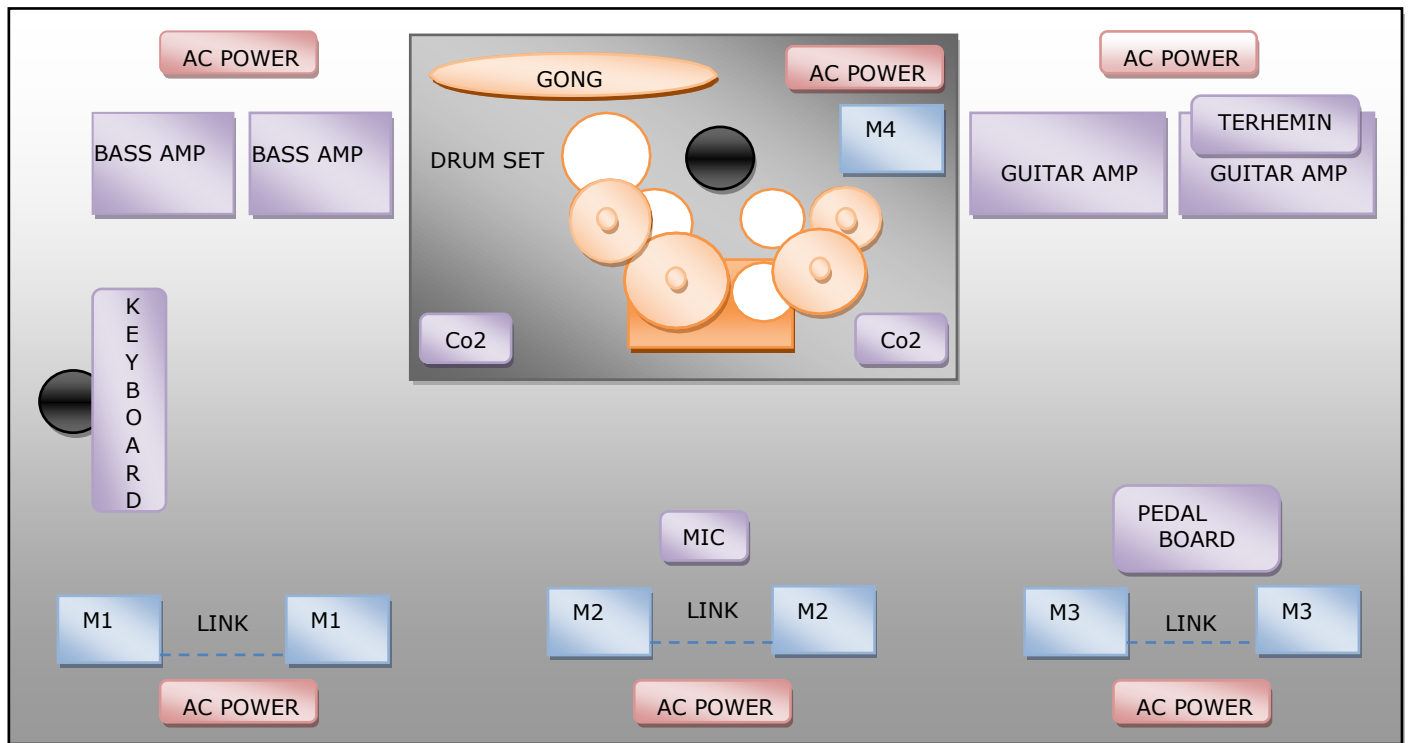 AC POWER
GONG
AC POWER
AC POWER
M4
TERHEMIN
BASS AMP
BASS AMP
DRUM SET
GUITAR AMP
GUITAR AMP
K
E
Y
B
O
A
R
D
Co2
Co2
MIC
PEDAL
BOARD
M1
LINK
M1
M2
LINK
M2
M3
LINK
M3
AC POWER
AC POWER
AC POWER